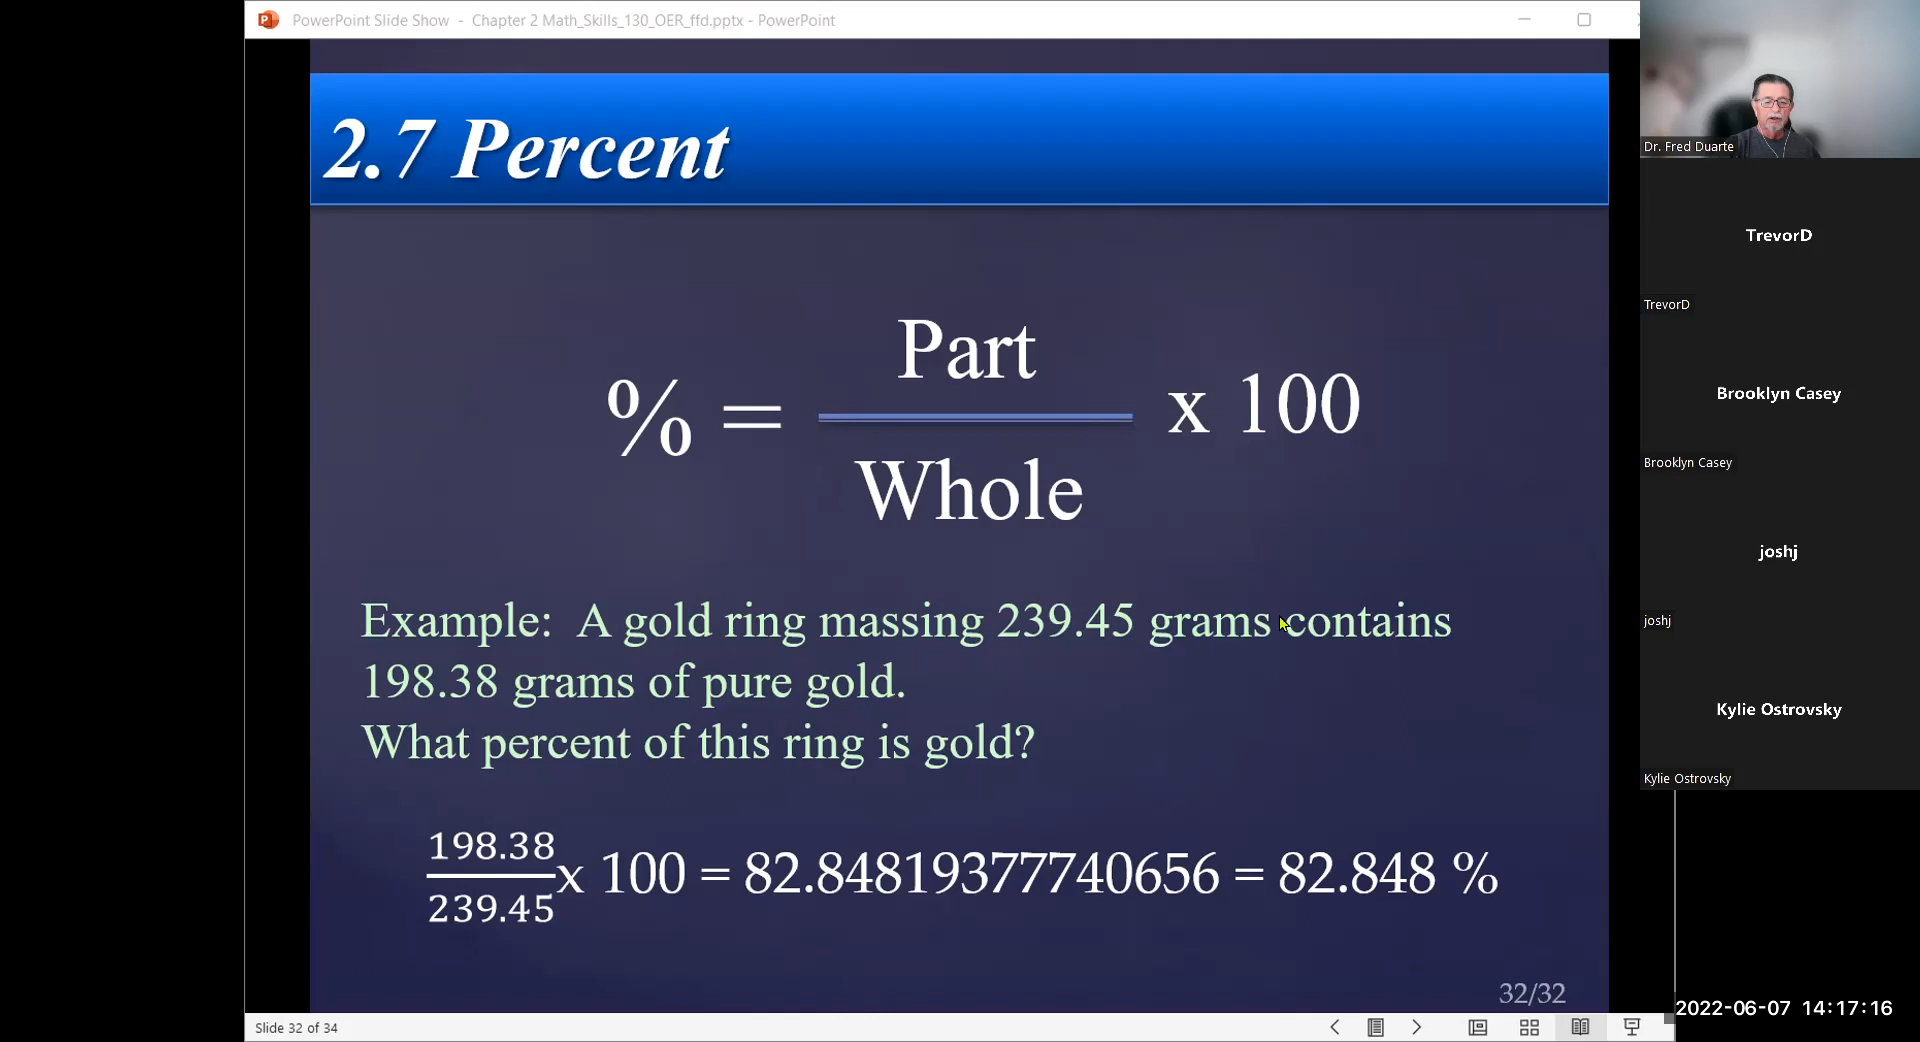 PowerPoint Slide Show - Chapter 2 Math_Skills_130_OER_ffd.pptx - PowerPoint
2.7 Percent
% = Part / Whole x 100
Example: A gold ring massing 239.45 grams contains
198.38 grams of pure gold.
What percent of this ring is gold?
198.38 / 239.45 x 100 = 82.84819377740656 = 82.848 %
32/32
Slide 32 of 34
Dr. Fred Duarte
TrevorD
TrevorD
Brooklyn Casey
Brooklyn Casey
joshj
joshj
Kylie Ostrovsky
Kylie Ostrovsky
2022-06-07 14:17:16